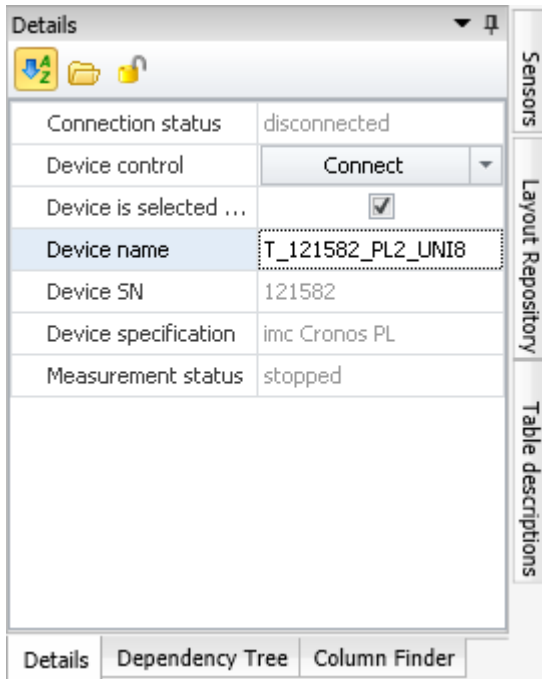 Details
Connection status disconnected
Device control Connect
Device is selected ...
Device name T_121582_PL2_UNI8
Device SN 121582
Device specification imc Cronos PL
Measurement status stopped
Details Dependency Tree Column Finder
Sensors
Layout Repository
Table descriptions